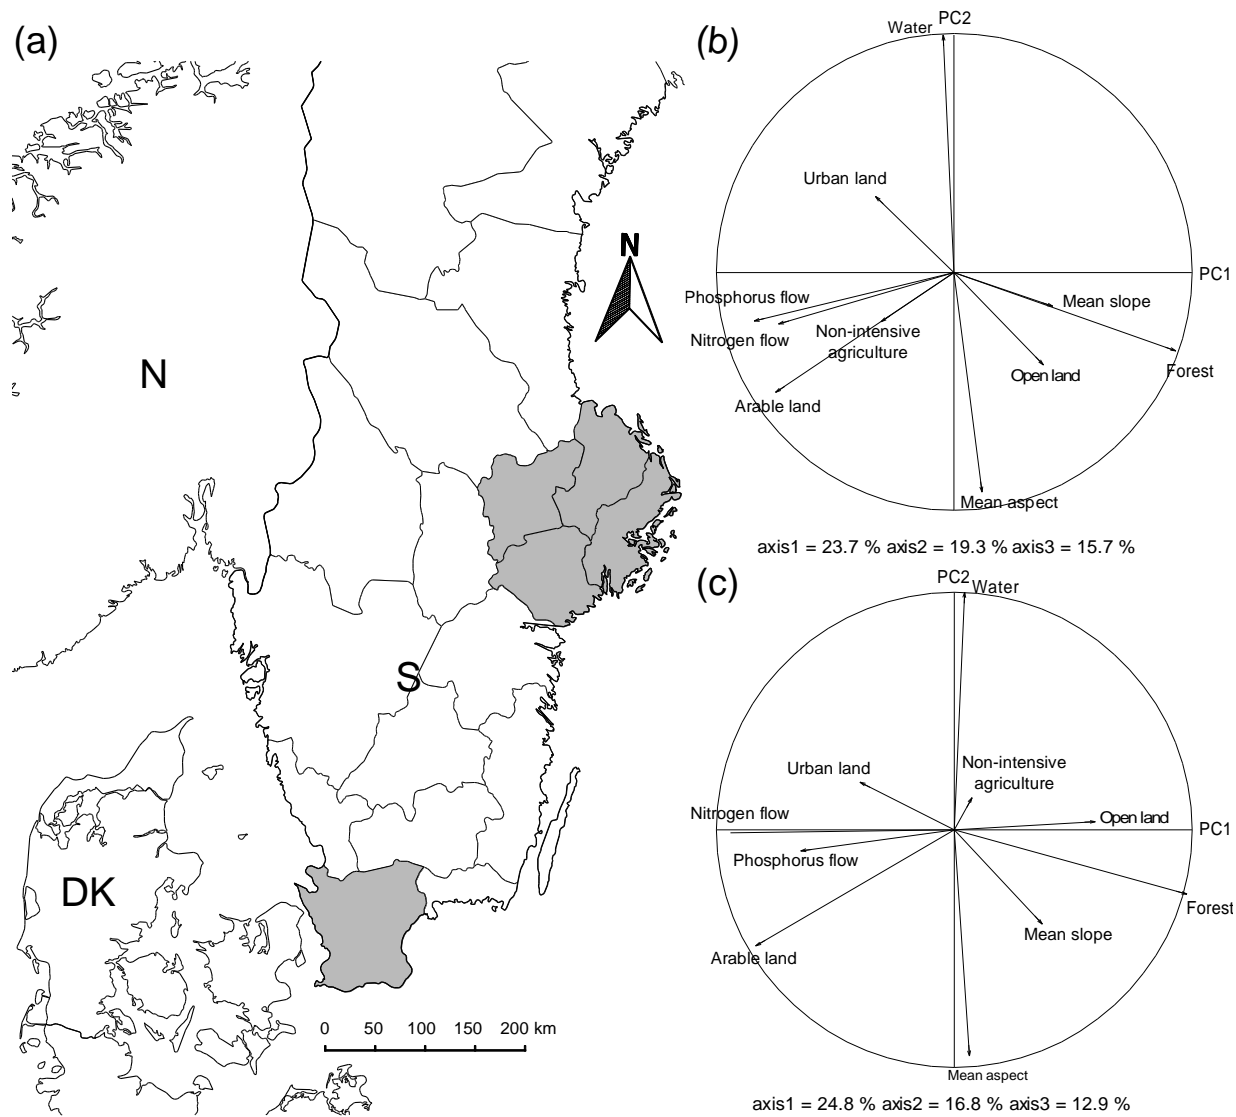 (a)
N
N
S
DK
0 50 100 150 200 km
(b)
Water PC2
Urban land
PC1
Phosphorus flow
Mean slope
Nitrogen flow
Non-intensive
agriculture
Open land
Forest
Arable land
Mean aspect
axis1 = 23.7 % axis2 = 19.3 % axis3 = 15.7 %
(c)
PC2 Water
Non-intensive
agriculture
Urban land
Nitrogen flow
Open land
PC1
Phosphorus flow
Forest
Mean slope
Arable land
Mean aspect
axis1 = 24.8 % axis2 = 16.8 % axis3 = 12.9 %